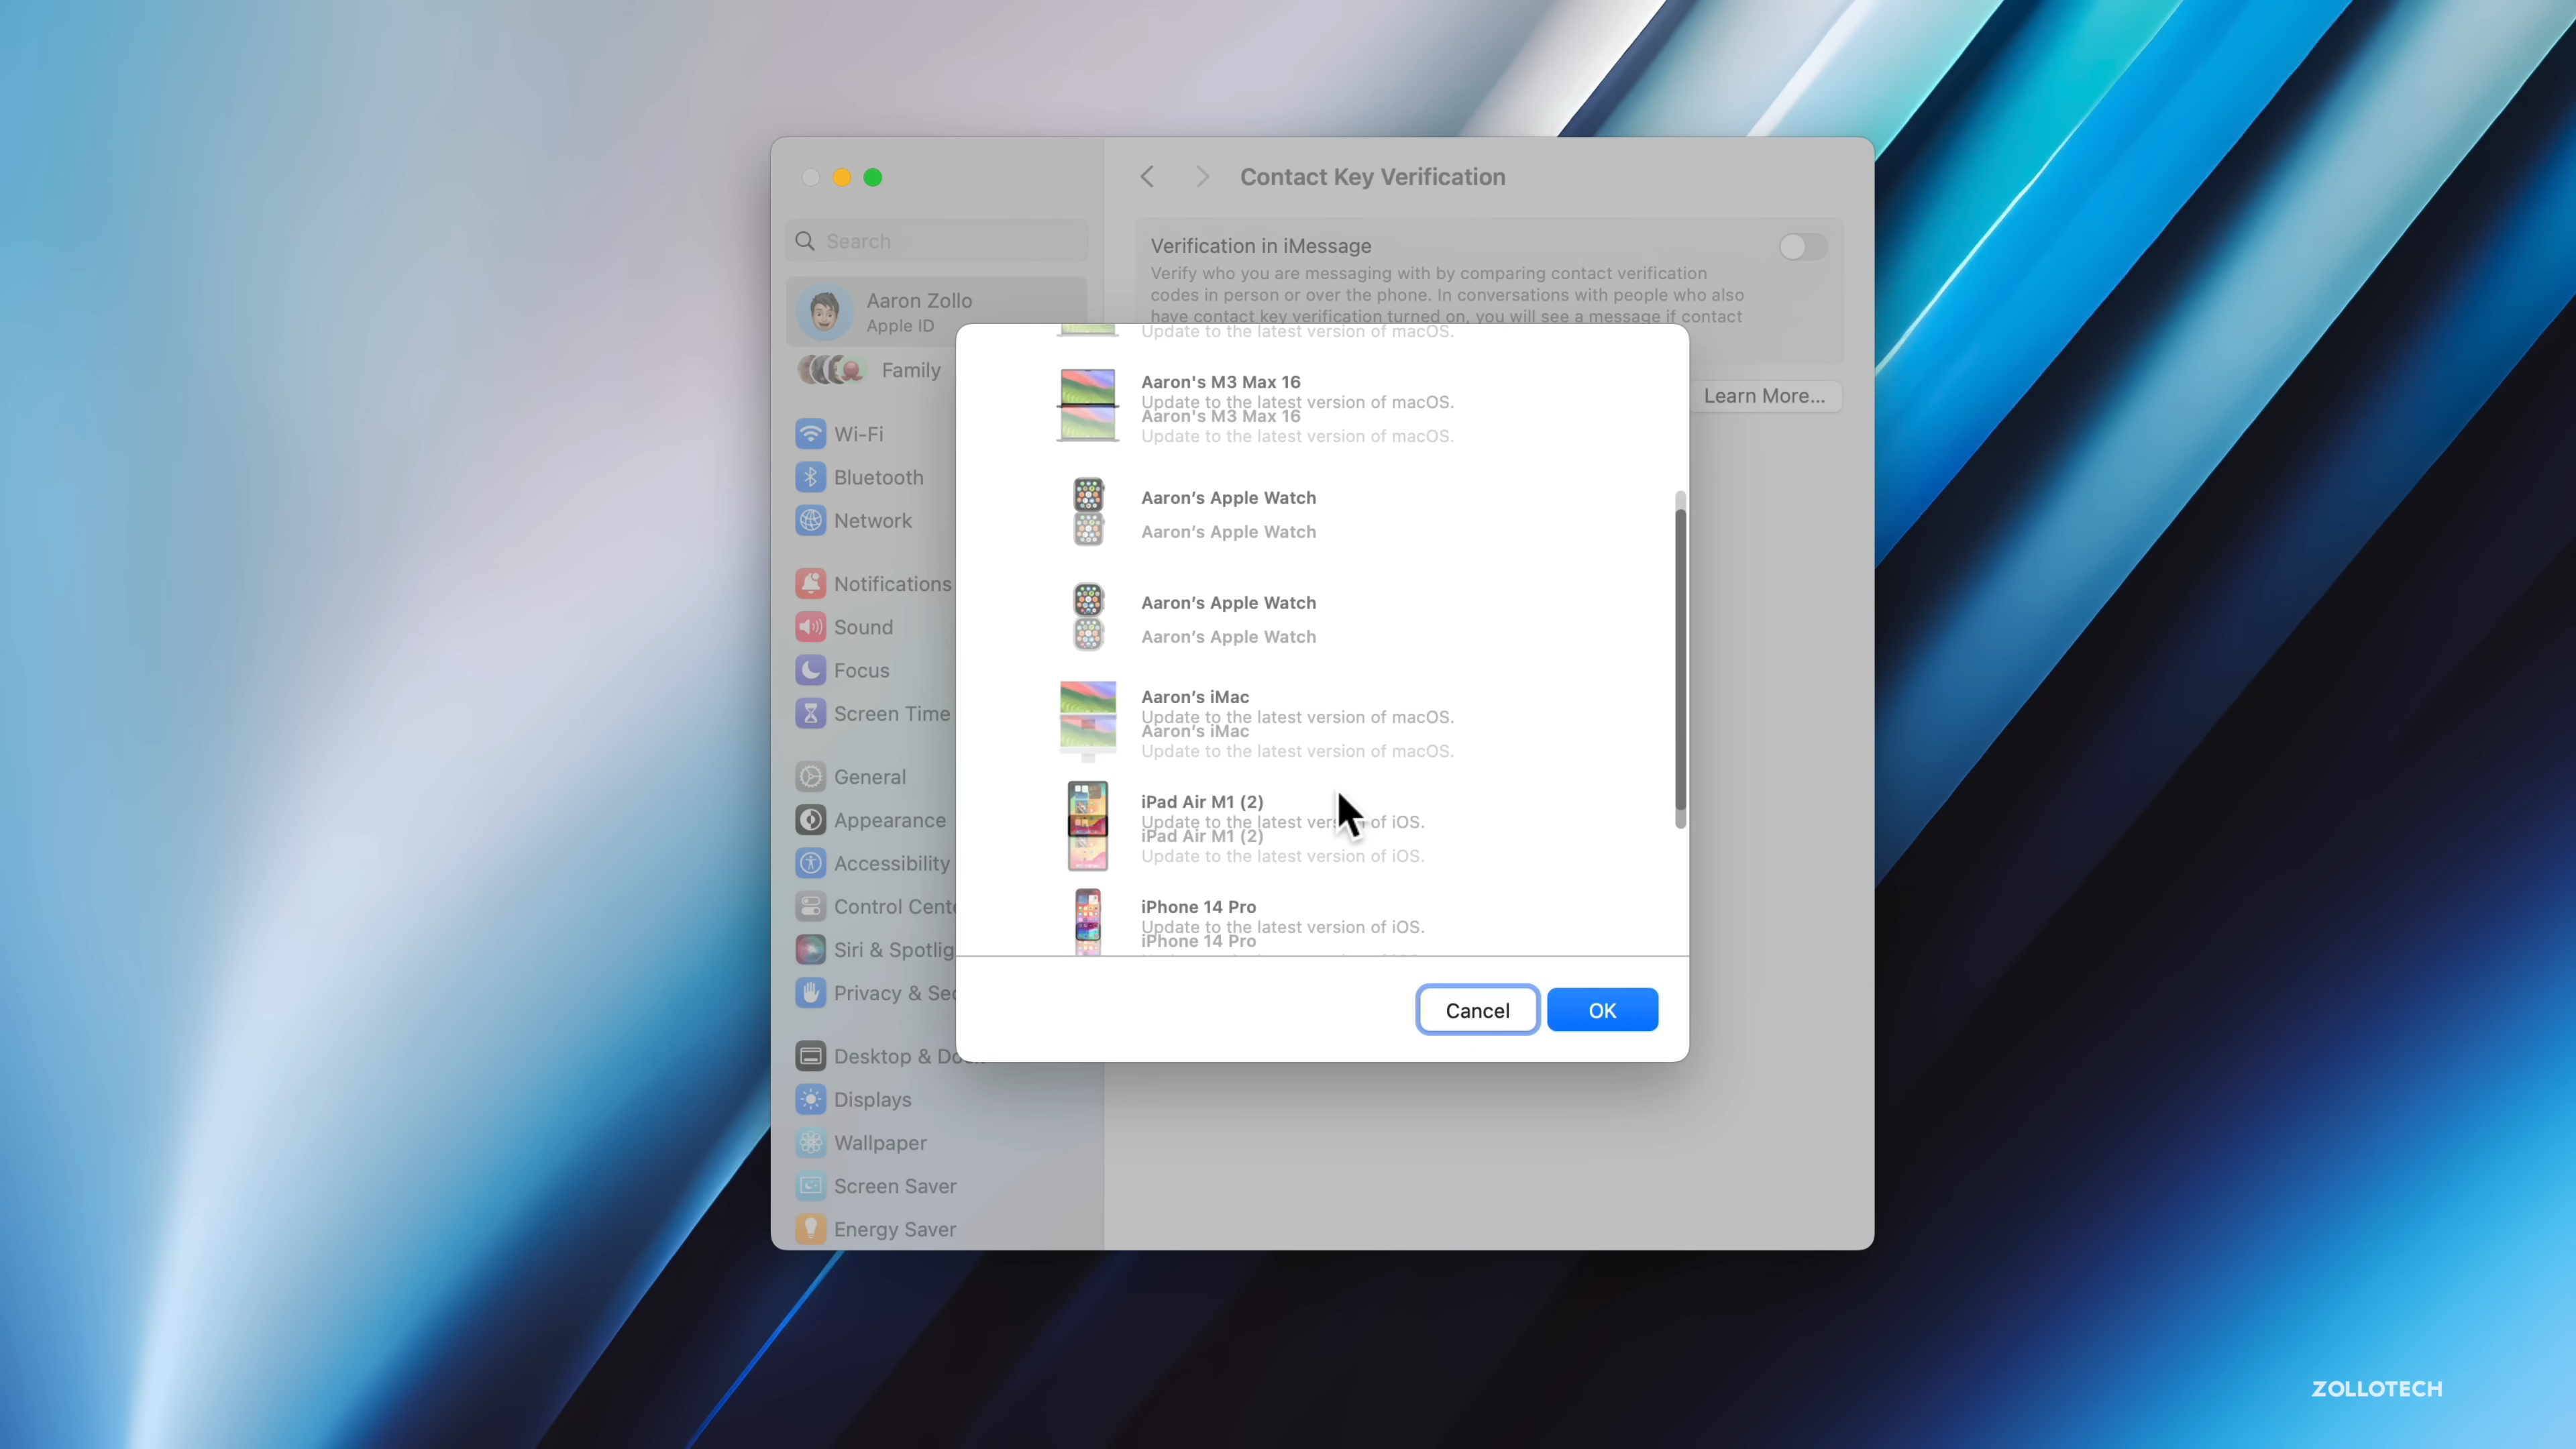 Contact Key Verification
Search
Aaron Zollo
Apple ID
Family
Wi-Fi
Bluetooth
Network
Notifications
Sound
Focus
Screen Time
General
Appearance
Accessibility
Control Cent
Siri & Spotlig
Privacy & Se
Desktop & Do
Displays
Wallpaper
Screen Saver
Energy Saver
Verification in iMessage
Verify who you are messaging with by comparing contact verification
codes in person or over the phone. In conversations with people who also
have contact key verification turned on, you will see a message if contact
Learn More...
Update to the latest version of macOS.
Aaron's M3 Max 16
Update to the latest version of macOS.
Aaron's M3 Max 16
Update to the latest version of macOS.
Aaron’s Apple Watch
Aaron’s Apple Watch
Aaron’s Apple Watch
Aaron’s Apple Watch
Aaron’s iMac
Update to the latest version of macOS.
Aaron’s iMac
Update to the latest version of macOS.
iPad Air M1 (2)
Update to the latest version of iOS.
iPad Air M1 (2)
Update to the latest version of iOS.
iPhone 14 Pro
Update to the latest version of iOS.
iPhone 14 Pro
Cancel
OK
ZOLLOTECH